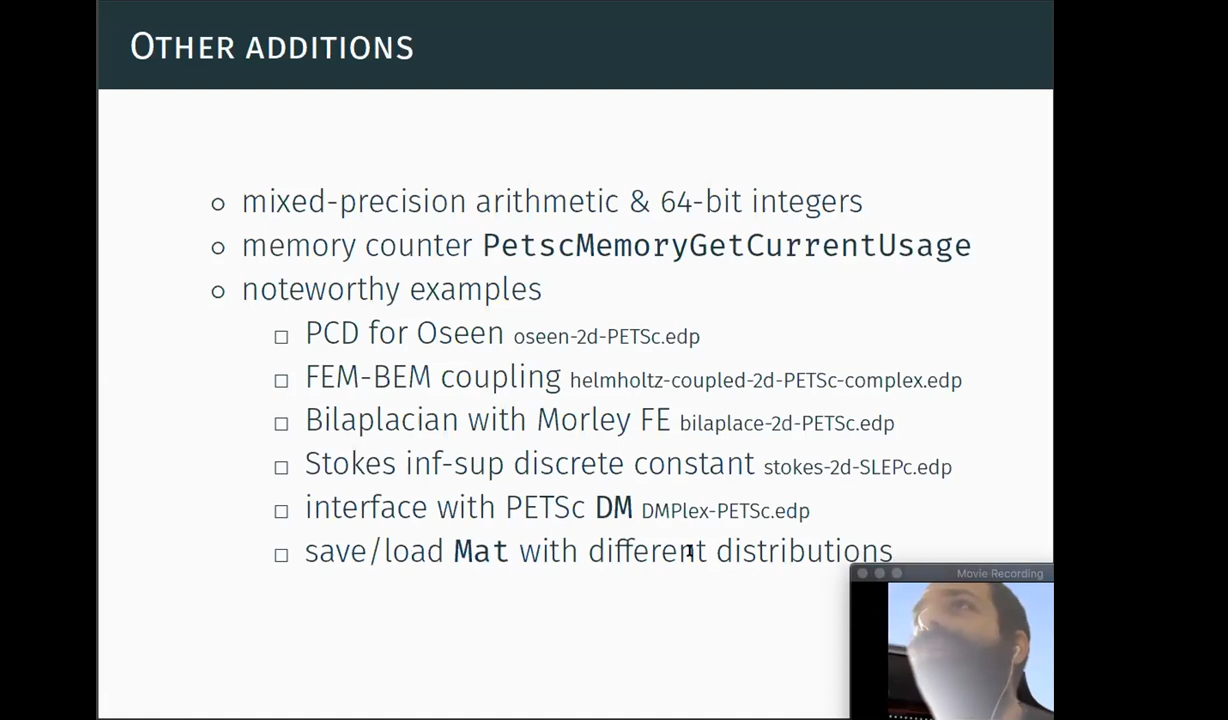 OTHER ADDITIONS
mixed-precision arithmetic & 64-bit integers
memory counter PetscMemoryGetCurrentUsage
noteworthy examples
PCD for Oseen oseen-2d-PETSc.edp
FEM-BEM coupling helmholtz-coupled-2d-PETSc-complex.edp
Bilaplacian with Morley FE bilaplace-2d-PETSc.edp
Stokes inf-sup discrete constant stokes-2d-SLEPc.edp
interface with PETSc DM DMPlex-PETSc.edp
save/load Mat with different distributions
Movie Recording